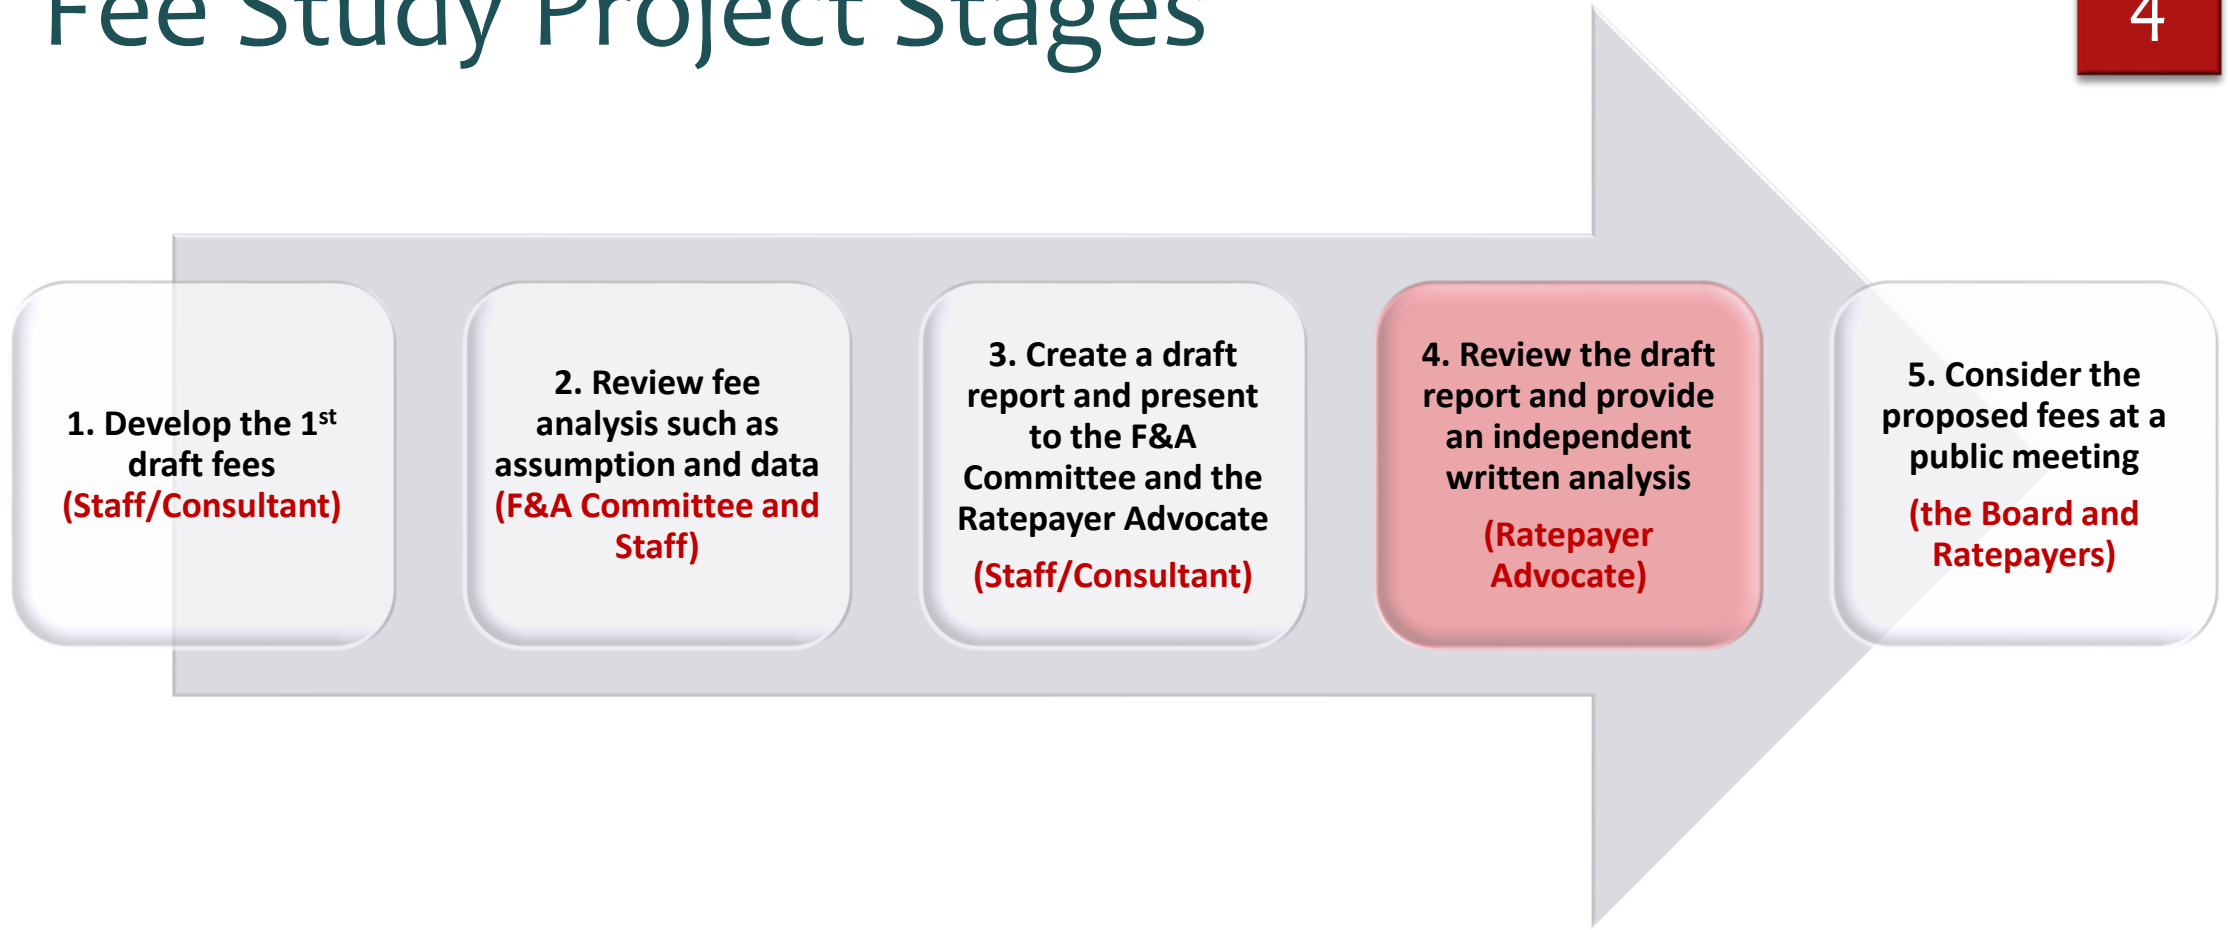 Fee Study Project Stages
4
1. Develop the 1st
draft fees
(Staff/Consultant)
2. Review fee
analysis such as
assumption and data
(F&A Committee and
Staff)
3. Create a draft
report and present
to the F&A
Committee and the
Ratepayer Advocate
(Staff/Consultant)
4. Review the draft
report and provide
an independent
written analysis
(Ratepayer
Advocate)
5. Consider the
proposed fees at a
public meeting
(the Board and
Ratepayers)